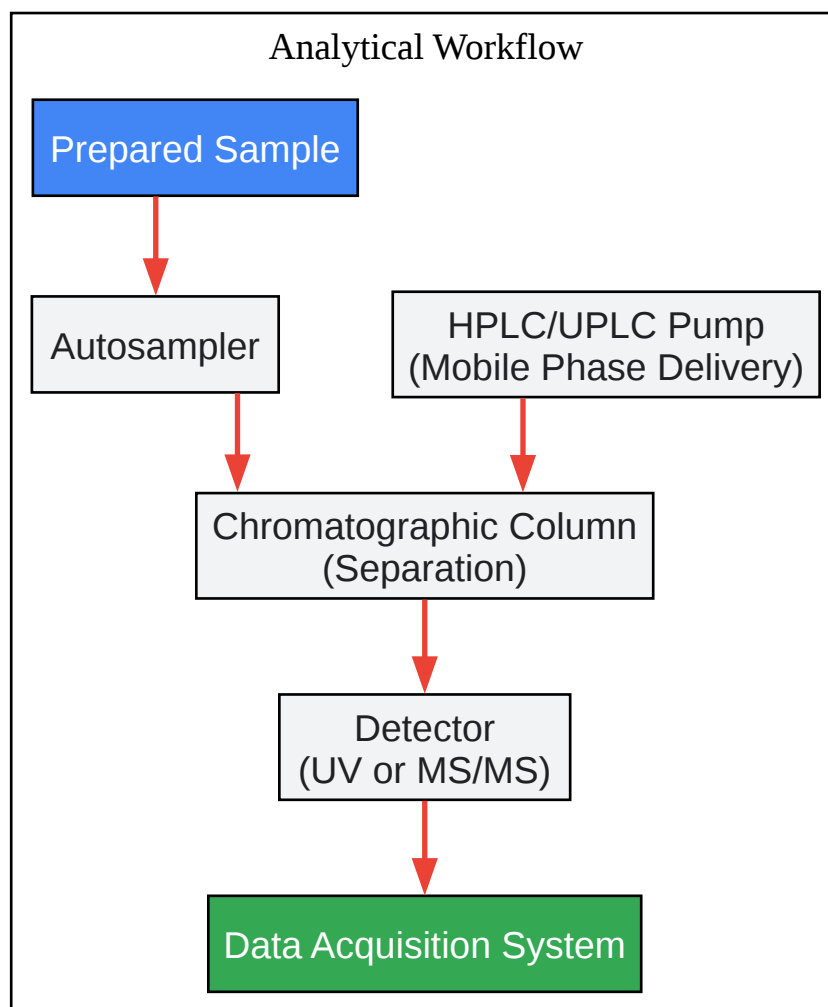 Analytical Workflow
Prepared Sample
Autosampler
HPLC/UPLC Pump
(Mobile Phase Delivery)
Chromatographic Column
(Separation)
Detector
(UV or MS/MS)
Data Acquisition System